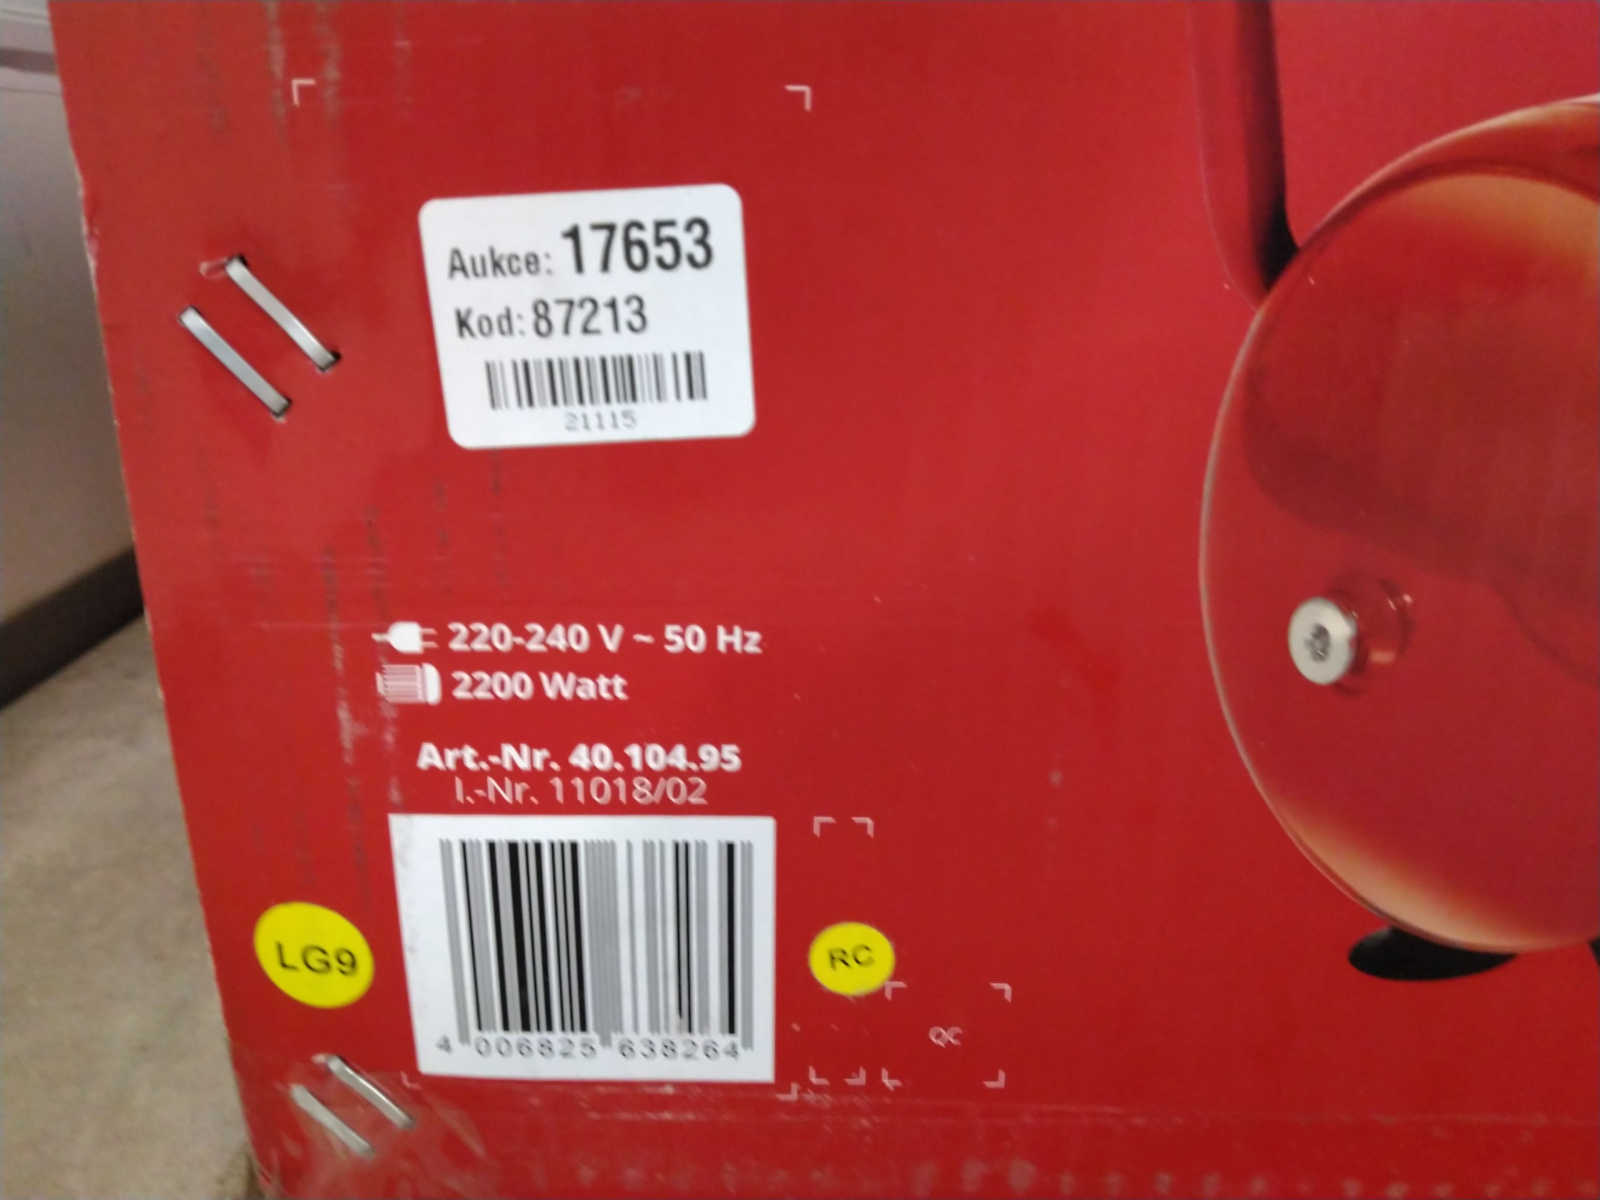 Aukce: 17653
Kod: 87213
21115
220-240 V ~ 50 Hz
2200 Watt
Art.-Nr. 40.104.95
I.-Nr. 11018/02
4 006825 638264
LG9
RC
QC